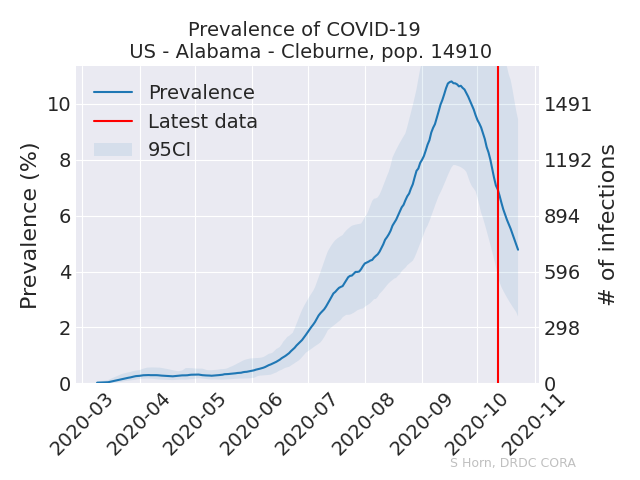 Prevalence of COVID-19
US - Alabama - Cleburne, pop. 14910
Prevalence
Latest data
95CI
Prevalence (%)
10
8
6
4
2
0
1491
1192
894
596
298
0
# of infections
2020-03
2020-04
2020-05
2020-06
2020-07
2020-08
2020-09
2020-10
2020-11
S Horn, DRDC CORA